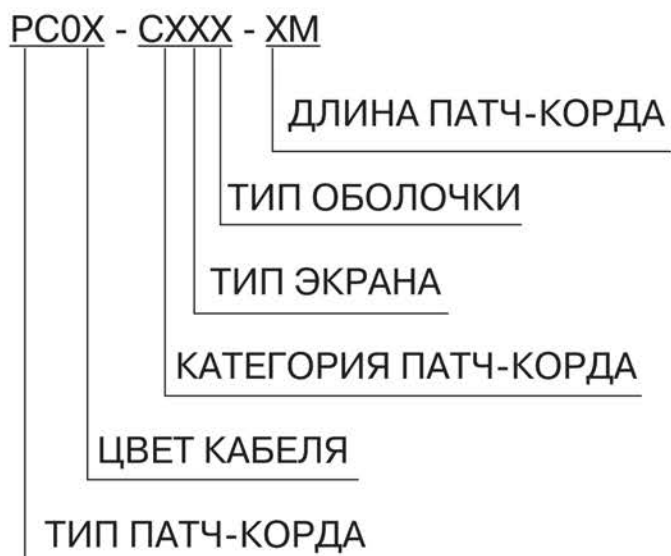 PC0X - CXXX - XM
ДЛИНА ПАТЧ-КОРДА
ТИП ОБОЛОЧКИ
ТИП ЭКРАНА
КАТЕГОРИЯ ПАТЧ-КОРДА
ЦВЕТ КАБЕЛЯ
ТИП ПАТЧ-КОРДА